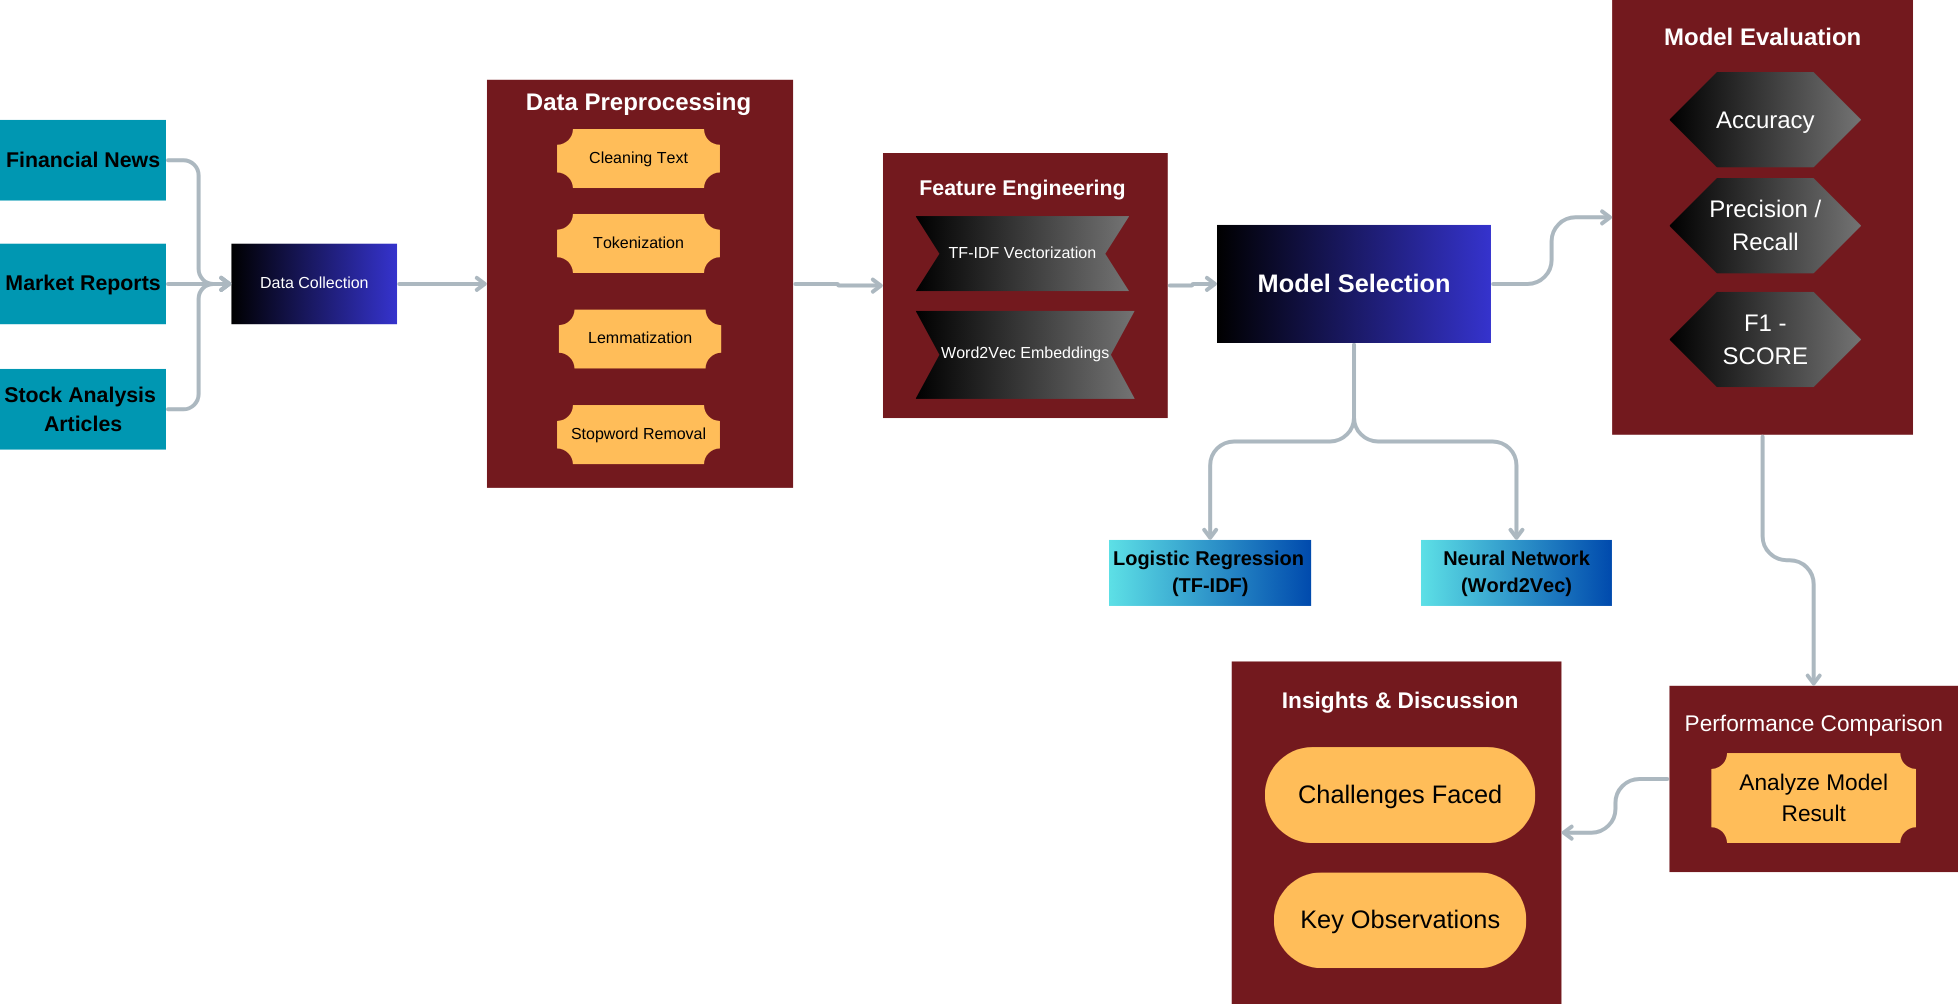 Financial News
Market Reports
Stock Analysis
Articles
Data Collection
Data Preprocessing
Cleaning Text
Tokenization
Lemmatization
Stopword Removal
Feature Engineering
TF-IDF Vectorization
Word2Vec Embeddings
Model Selection
Logistic Regression
(TF-IDF)
Neural Network
(Word2Vec)
Model Evaluation
Accuracy
Precision /
Recall
F1 -
SCORE
Performance Comparison
Analyze Model
Result
Insights & Discussion
Challenges Faced
Key Observations